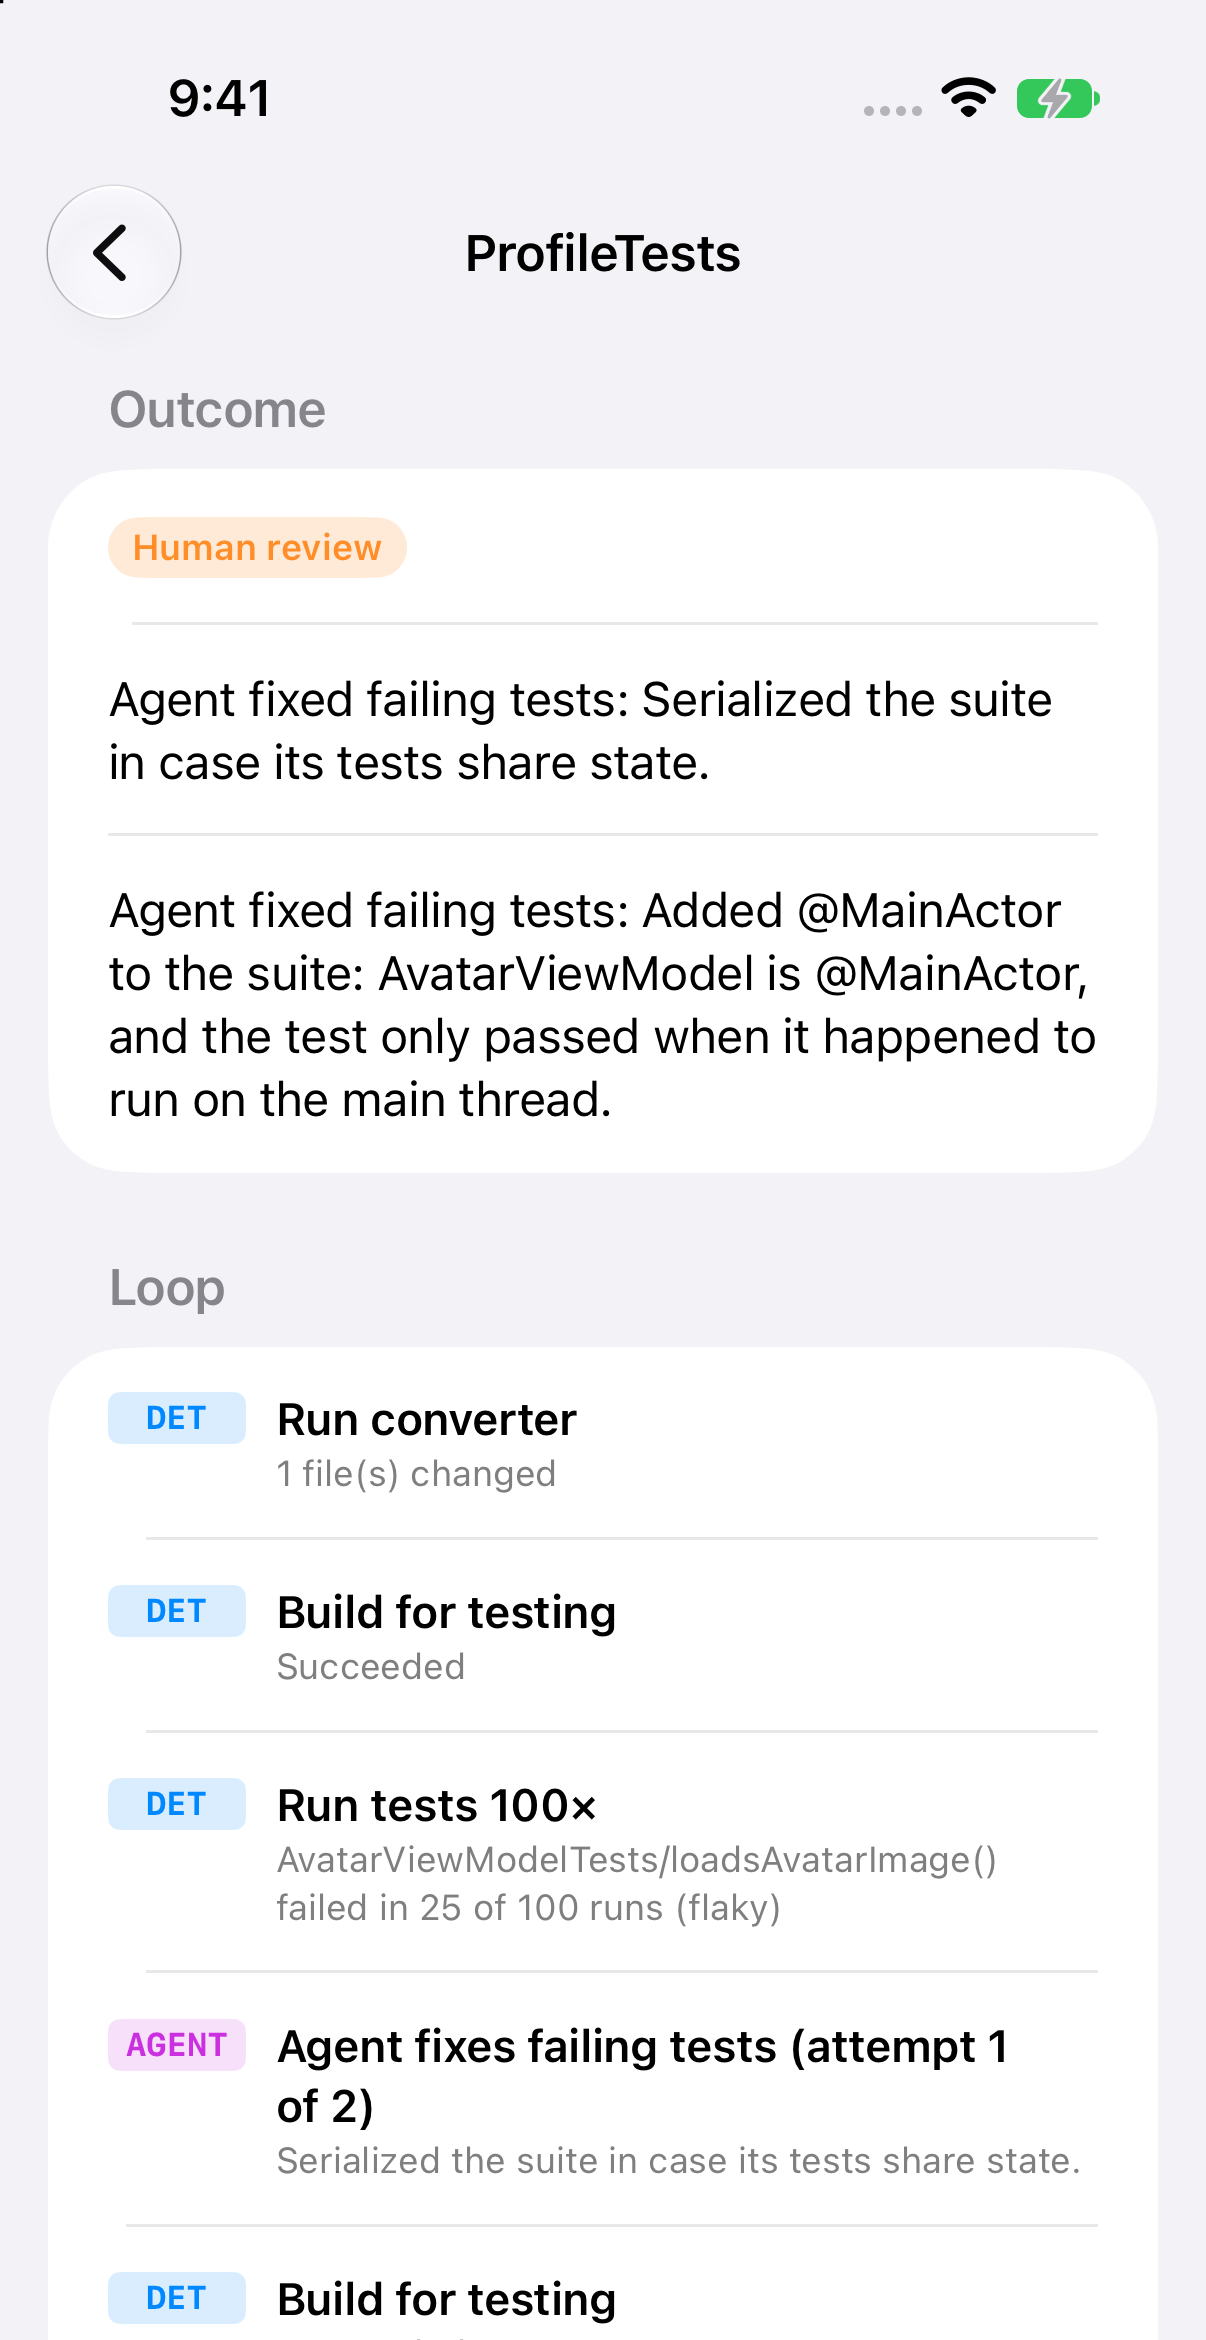 9:41
ProfileTests
Outcome
Human review
Agent fixed failing tests: Serialized the suite
in case its tests share state.
Agent fixed failing tests: Added @MainActor
to the suite: AvatarViewModel is @MainActor,
and the test only passed when it happened to
run on the main thread.
Loop
DET
Run converter
1 file(s) changed
DET
Build for testing
Succeeded
DET
Run tests 100×
AvatarViewModelTests/loadsAvatarImage()
failed in 25 of 100 runs (flaky)
AGENT
Agent fixes failing tests (attempt 1
of 2)
Serialized the suite in case its tests share state.
DET
Build for testing